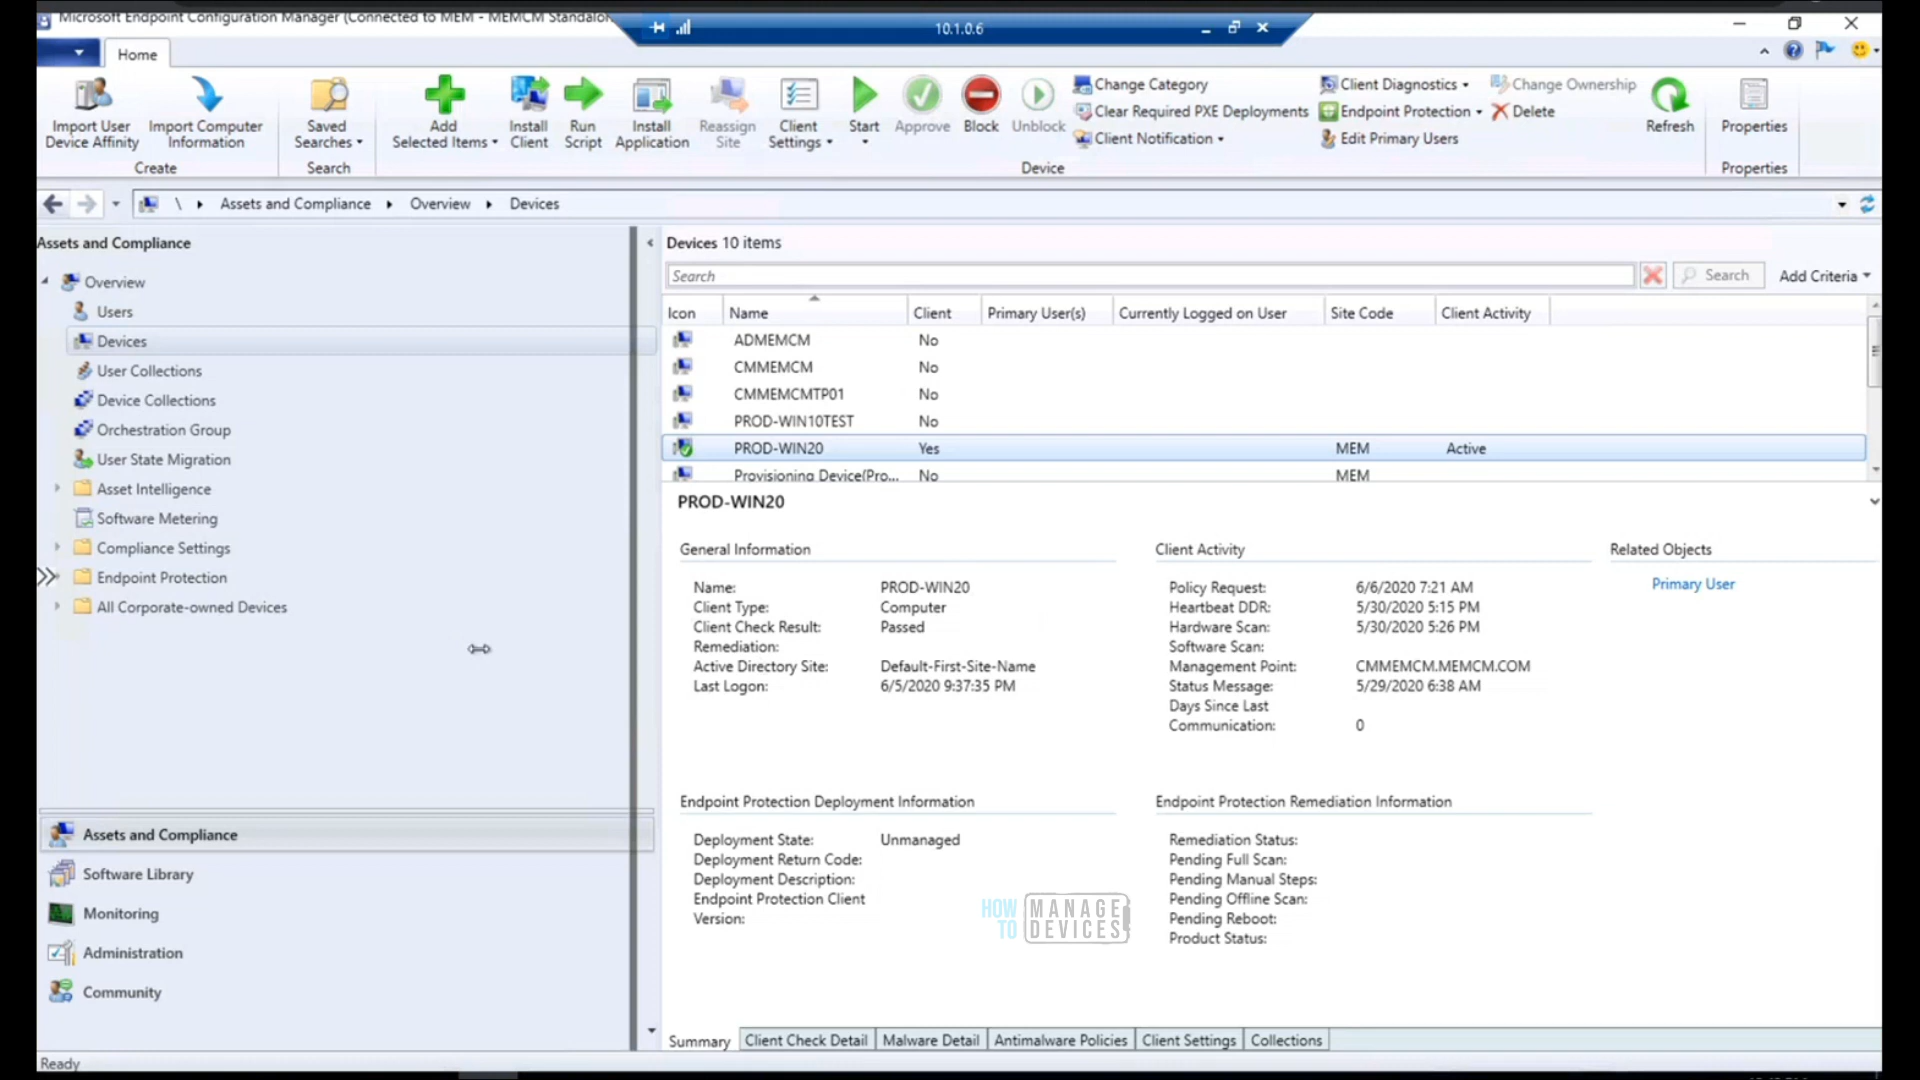 Microsoft Endpoint Configuration Manager (Connected to MEM - MEMCM Standalon
10.1.0.6
Home
Import User
Device Affinity
Import Computer
Information
Create
Saved
Searches
Search
Add
Selected Items
Install
Client
Run
Script
Install
Application
Reassign
Site
Client
Settings
Start
Approve
Block
Unblock
Change Category
Clear Required PXE Deployments
Client Notification
Client Diagnostics
Endpoint Protection
Edit Primary Users
Change Ownership
Delete
Device
Refresh
Properties
Properties
\ Assets and Compliance Overview Devices
Assets and Compliance
Overview
Users
Devices
User Collections
Device Collections
Orchestration Group
User State Migration
Asset Intelligence
Software Metering
Compliance Settings
Endpoint Protection
All Corporate-owned Devices
Assets and Compliance
Software Library
Monitoring
Administration
Community
Devices 10 items
Search
Search
Add Criteria
Icon Name Client Primary User(s) Currently Logged on User Site Code Client Activity
ADMEMCM No
CMMEMCM No
CMMEMCMTP01 No
PROD-WIN10TEST No
PROD-WIN20 Yes MEM Active
Provisioning Device(Pro... No MEM
PROD-WIN20
General Information
Name: PROD-WIN20
Client Type: Computer
Client Check Result: Passed
Remediation:
Active Directory Site: Default-First-Site-Name
Last Logon: 6/5/2020 9:37:35 PM
Client Activity
Policy Request: 6/6/2020 7:21 AM
Heartbeat DDR: 5/30/2020 5:15 PM
Hardware Scan: 5/30/2020 5:26 PM
Software Scan:
Management Point: CMMEMCM.MEMCM.COM
Status Message: 5/29/2020 6:38 AM
Days Since Last
Communication: 0
Related Objects
Primary User
Endpoint Protection Deployment Information
Deployment State: Unmanaged
Deployment Return Code:
Deployment Description:
Endpoint Protection Client
Version:
Endpoint Protection Remediation Information
Remediation Status:
Pending Full Scan:
Pending Manual Steps:
Pending Offline Scan:
Pending Reboot:
Product Status:
HOW MANAGE
TO DEVICES
Summary Client Check Detail Malware Detail Antimalware Policies Client Settings Collections
Ready